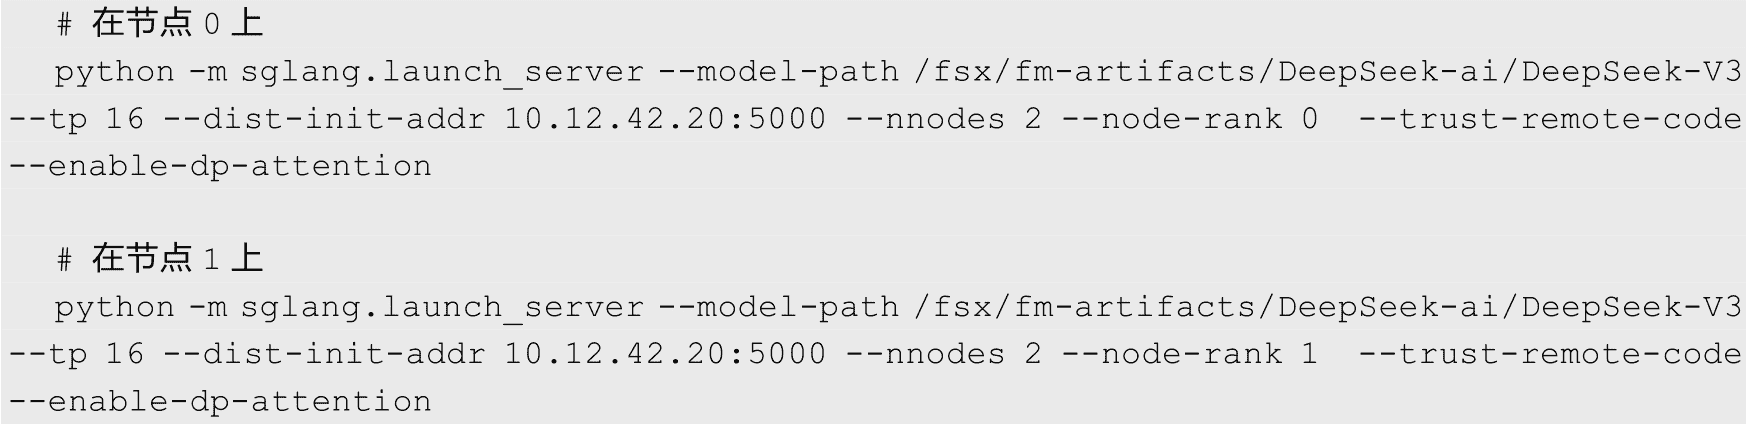 # 在节点 0 上
python -m sglang.launch_server --model-path /fsx/fm-artifacts/DeepSeek-ai/DeepSeek-V3
--tp 16 --dist-init-addr 10.12.42.20:5000 --nnodes 2 --node-rank 0 --trust-remote-code
--enable-dp-attention
# 在节点 1 上
python -m sglang.launch_server --model-path /fsx/fm-artifacts/DeepSeek-ai/DeepSeek-V3
--tp 16 --dist-init-addr 10.12.42.20:5000 --nnodes 2 --node-rank 1 --trust-remote-code
--enable-dp-attention